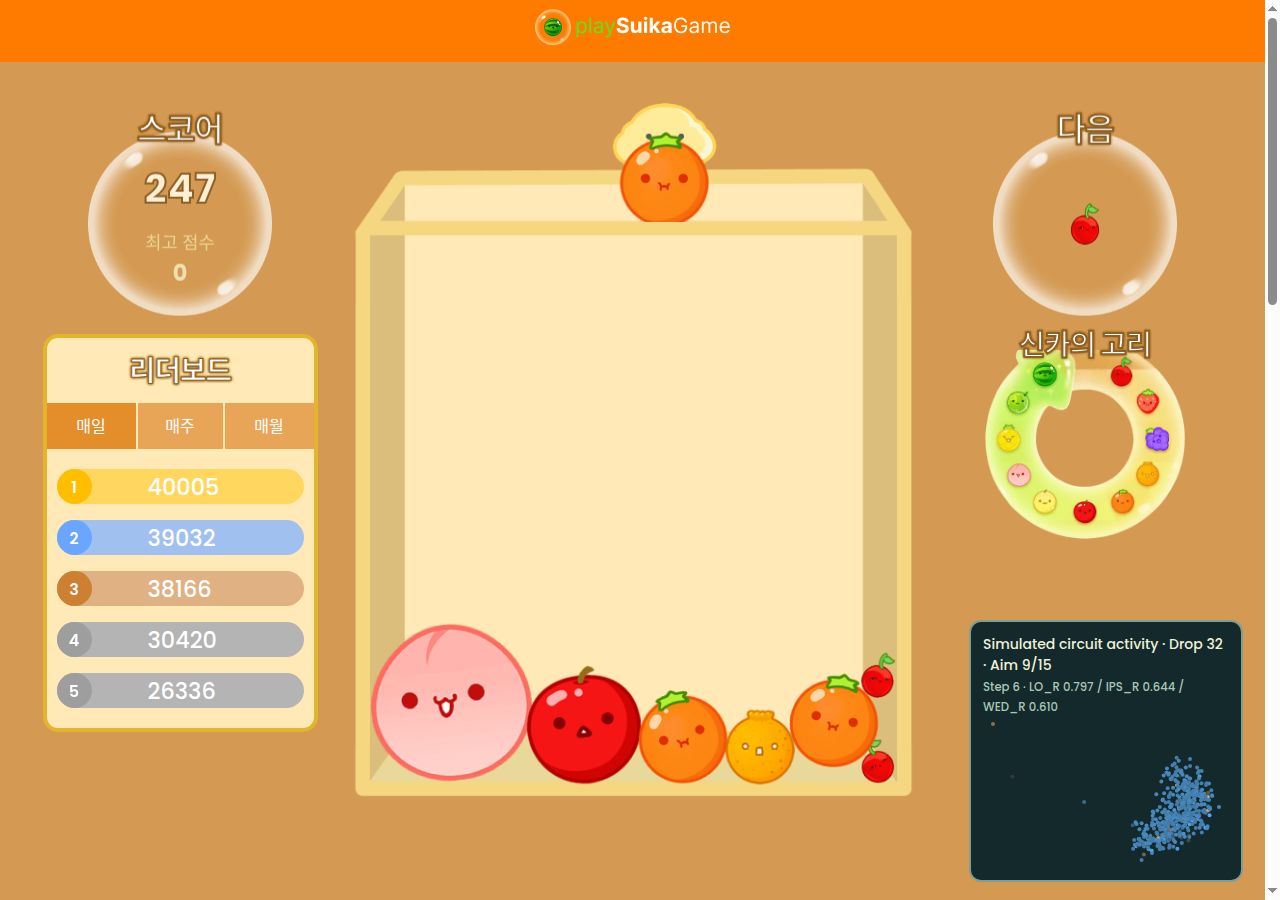 playSuikaGame
스코어
247
최고 점수
0
다음
신카의 고리
리더보드
매일 매주 매월
1 40005
2 39032
3 38166
4 30420
5 26336
Simulated circuit activity · Drop 32
· Aim 9/15
Step 6 · LO_R 0.797 / IPS_R 0.644 /
WED_R 0.610